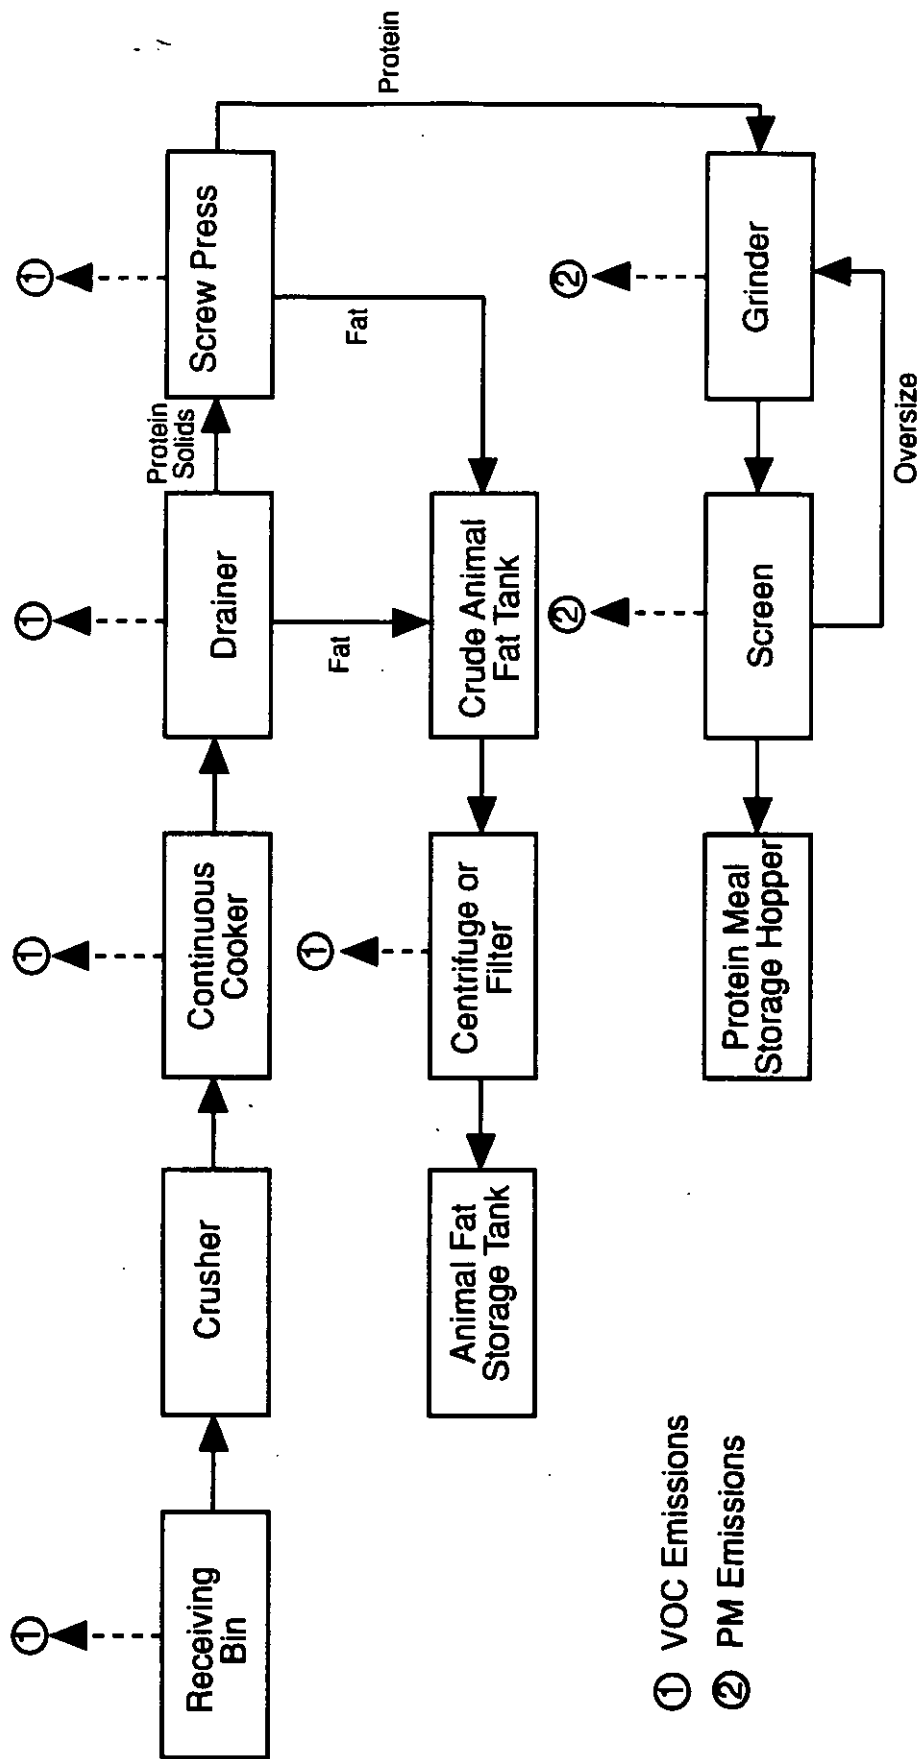 ①
①
①
①
Receiving
Bin
Crusher
Continuous
Cooker
Drainer
Protein
Solids
Screw Press
Protein
Fat
Fat
①
Animal Fat
Storage Tank
Centrifuge or
Filter
Crude Animal
Fat Tank
②
②
Protein Meal
Storage Hopper
Screen
Grinder
Oversize
① VOC Emissions
② PM Emissions